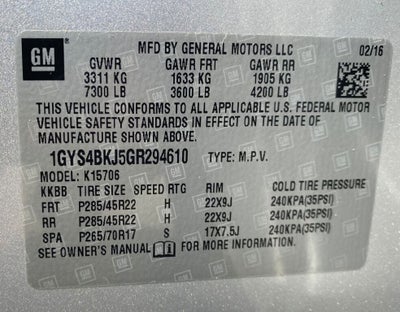 GM
MFD BY GENERAL MOTORS LLC 02/16
GVWR GAWR FRT GAWR RR
3311 KG 1633 KG 1905 KG
7300 LB 3600 LB 4200 LB
THIS VEHICLE CONFORMS TO ALL APPLICABLE U.S. FEDERAL MOTOR
VEHICLE SAFETY STANDARDS IN EFFECT ON THE DATE OF
MANUFACTURE SHOWN ABOVE.
1GYS4BKJ5GR294610 TYPE: M.P.V.
MODEL: K15706
KKBB TIRE SIZE SPEED RTG RIM COLD TIRE PRESSURE
FRT P285/45R22 H 22X9J 240KPA(35PSI)
RR P285/45R22 H 22X9J 240KPA(35PSI)
SPA P265/70R17 S 17X7.5J 240KPA(35PSI)
SEE OWNER'S MANUAL FOR MORE INFORMATION.